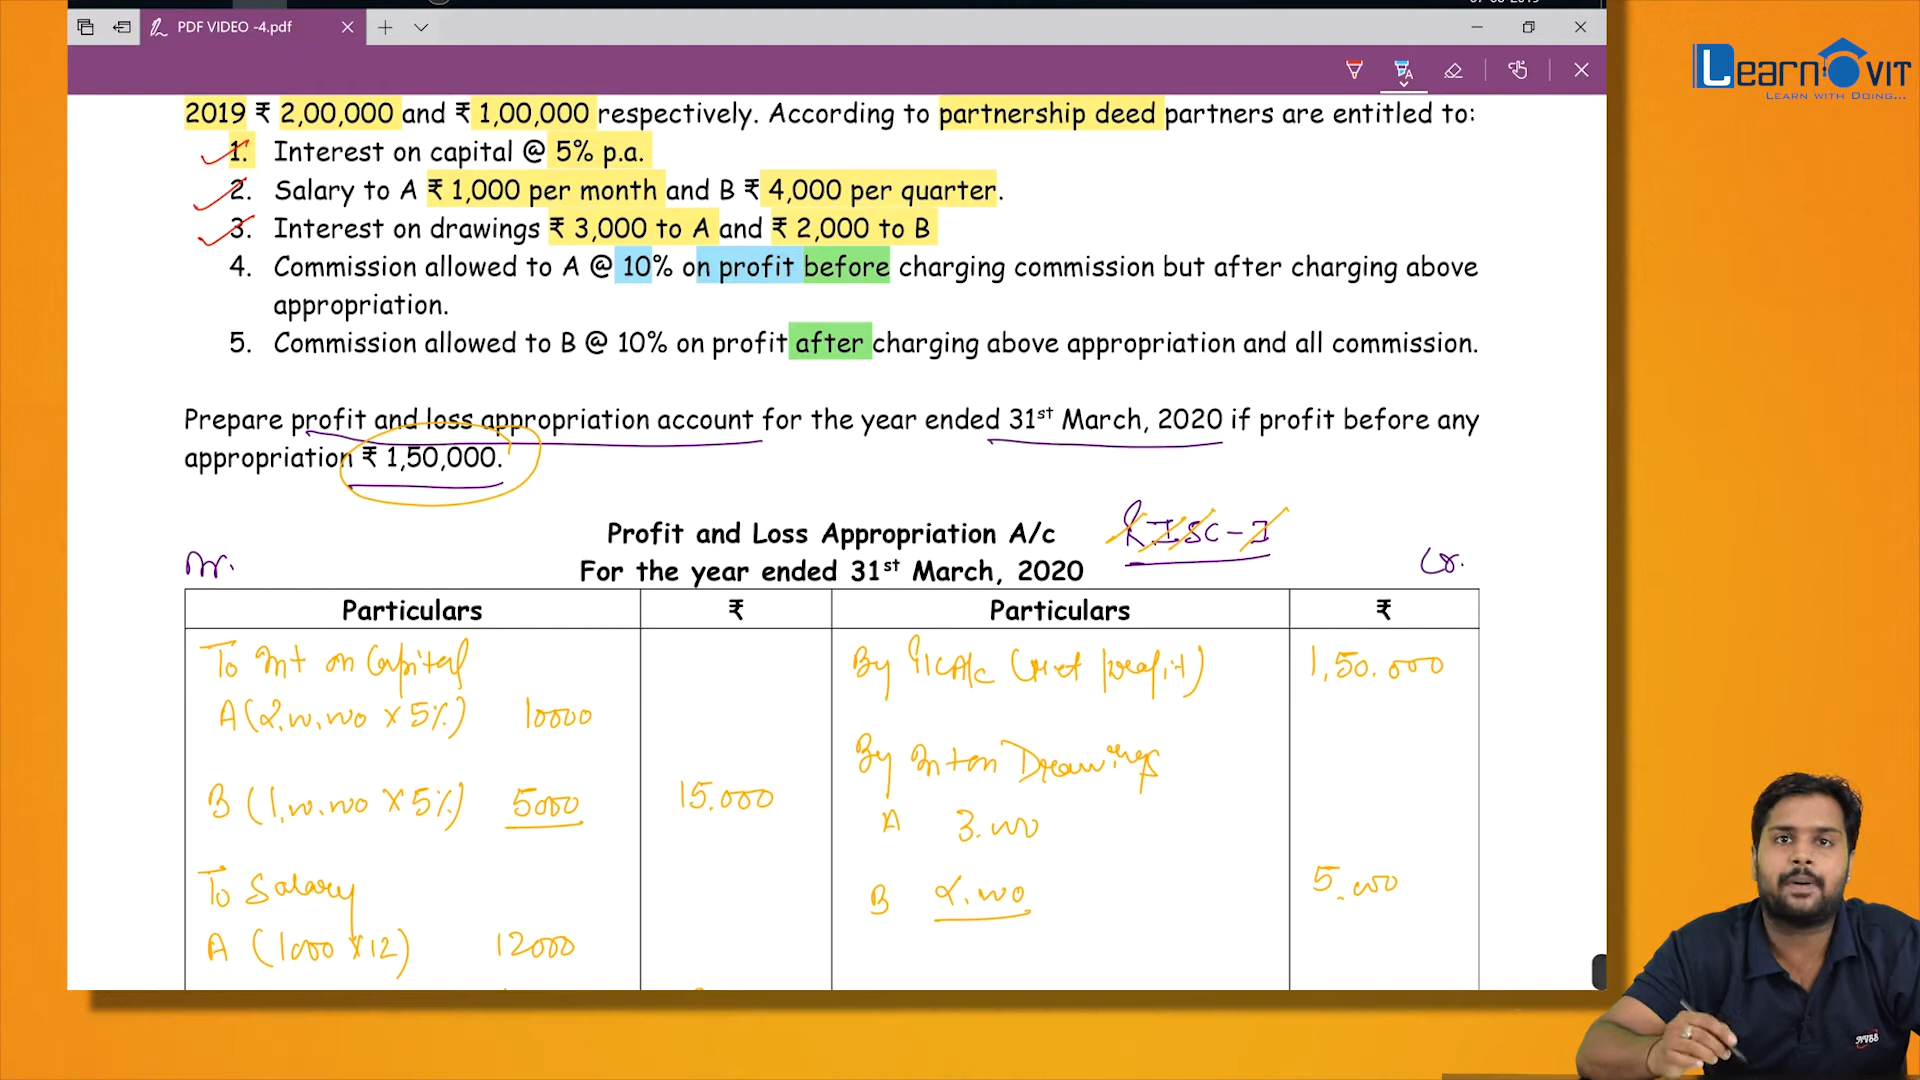 PDF VIDEO -4.pdf
Learn VIT
LEARN WITH DOING...
2019 ₹ 2,00,000 and ₹ 1,00,000 respectively. According to partnership deed partners are entitled to:
1. Interest on capital @ 5% p.a.
2. Salary to A ₹ 1,000 per month and B ₹ 4,000 per quarter.
3. Interest on drawings ₹ 3,000 to A and ₹ 2,000 to B
4. Commission allowed to A @ 10% on profit before charging commission but after charging above
appropriation.
5. Commission allowed to B @ 10% on profit after charging above appropriation and all commission.
Prepare profit and loss appropriation account for the year ended 31st March, 2020 if profit before any
appropriation ₹ 1,50,000.
Profit and Loss Appropriation A/c
RISC-I
Dr.
For the year ended 31st March, 2020
Cr.
Particulars ₹ Particulars ₹
To Int on Capital
By P/L A/c (Net profit) 1,50,000
A (2,00,000 x 5%) 10000
By Int on Drawings
B (1,00,000 x 5%) 5000 15,000
A 3,000
To Salary
B 2,000 5,000
A (1000 x 12) 12000